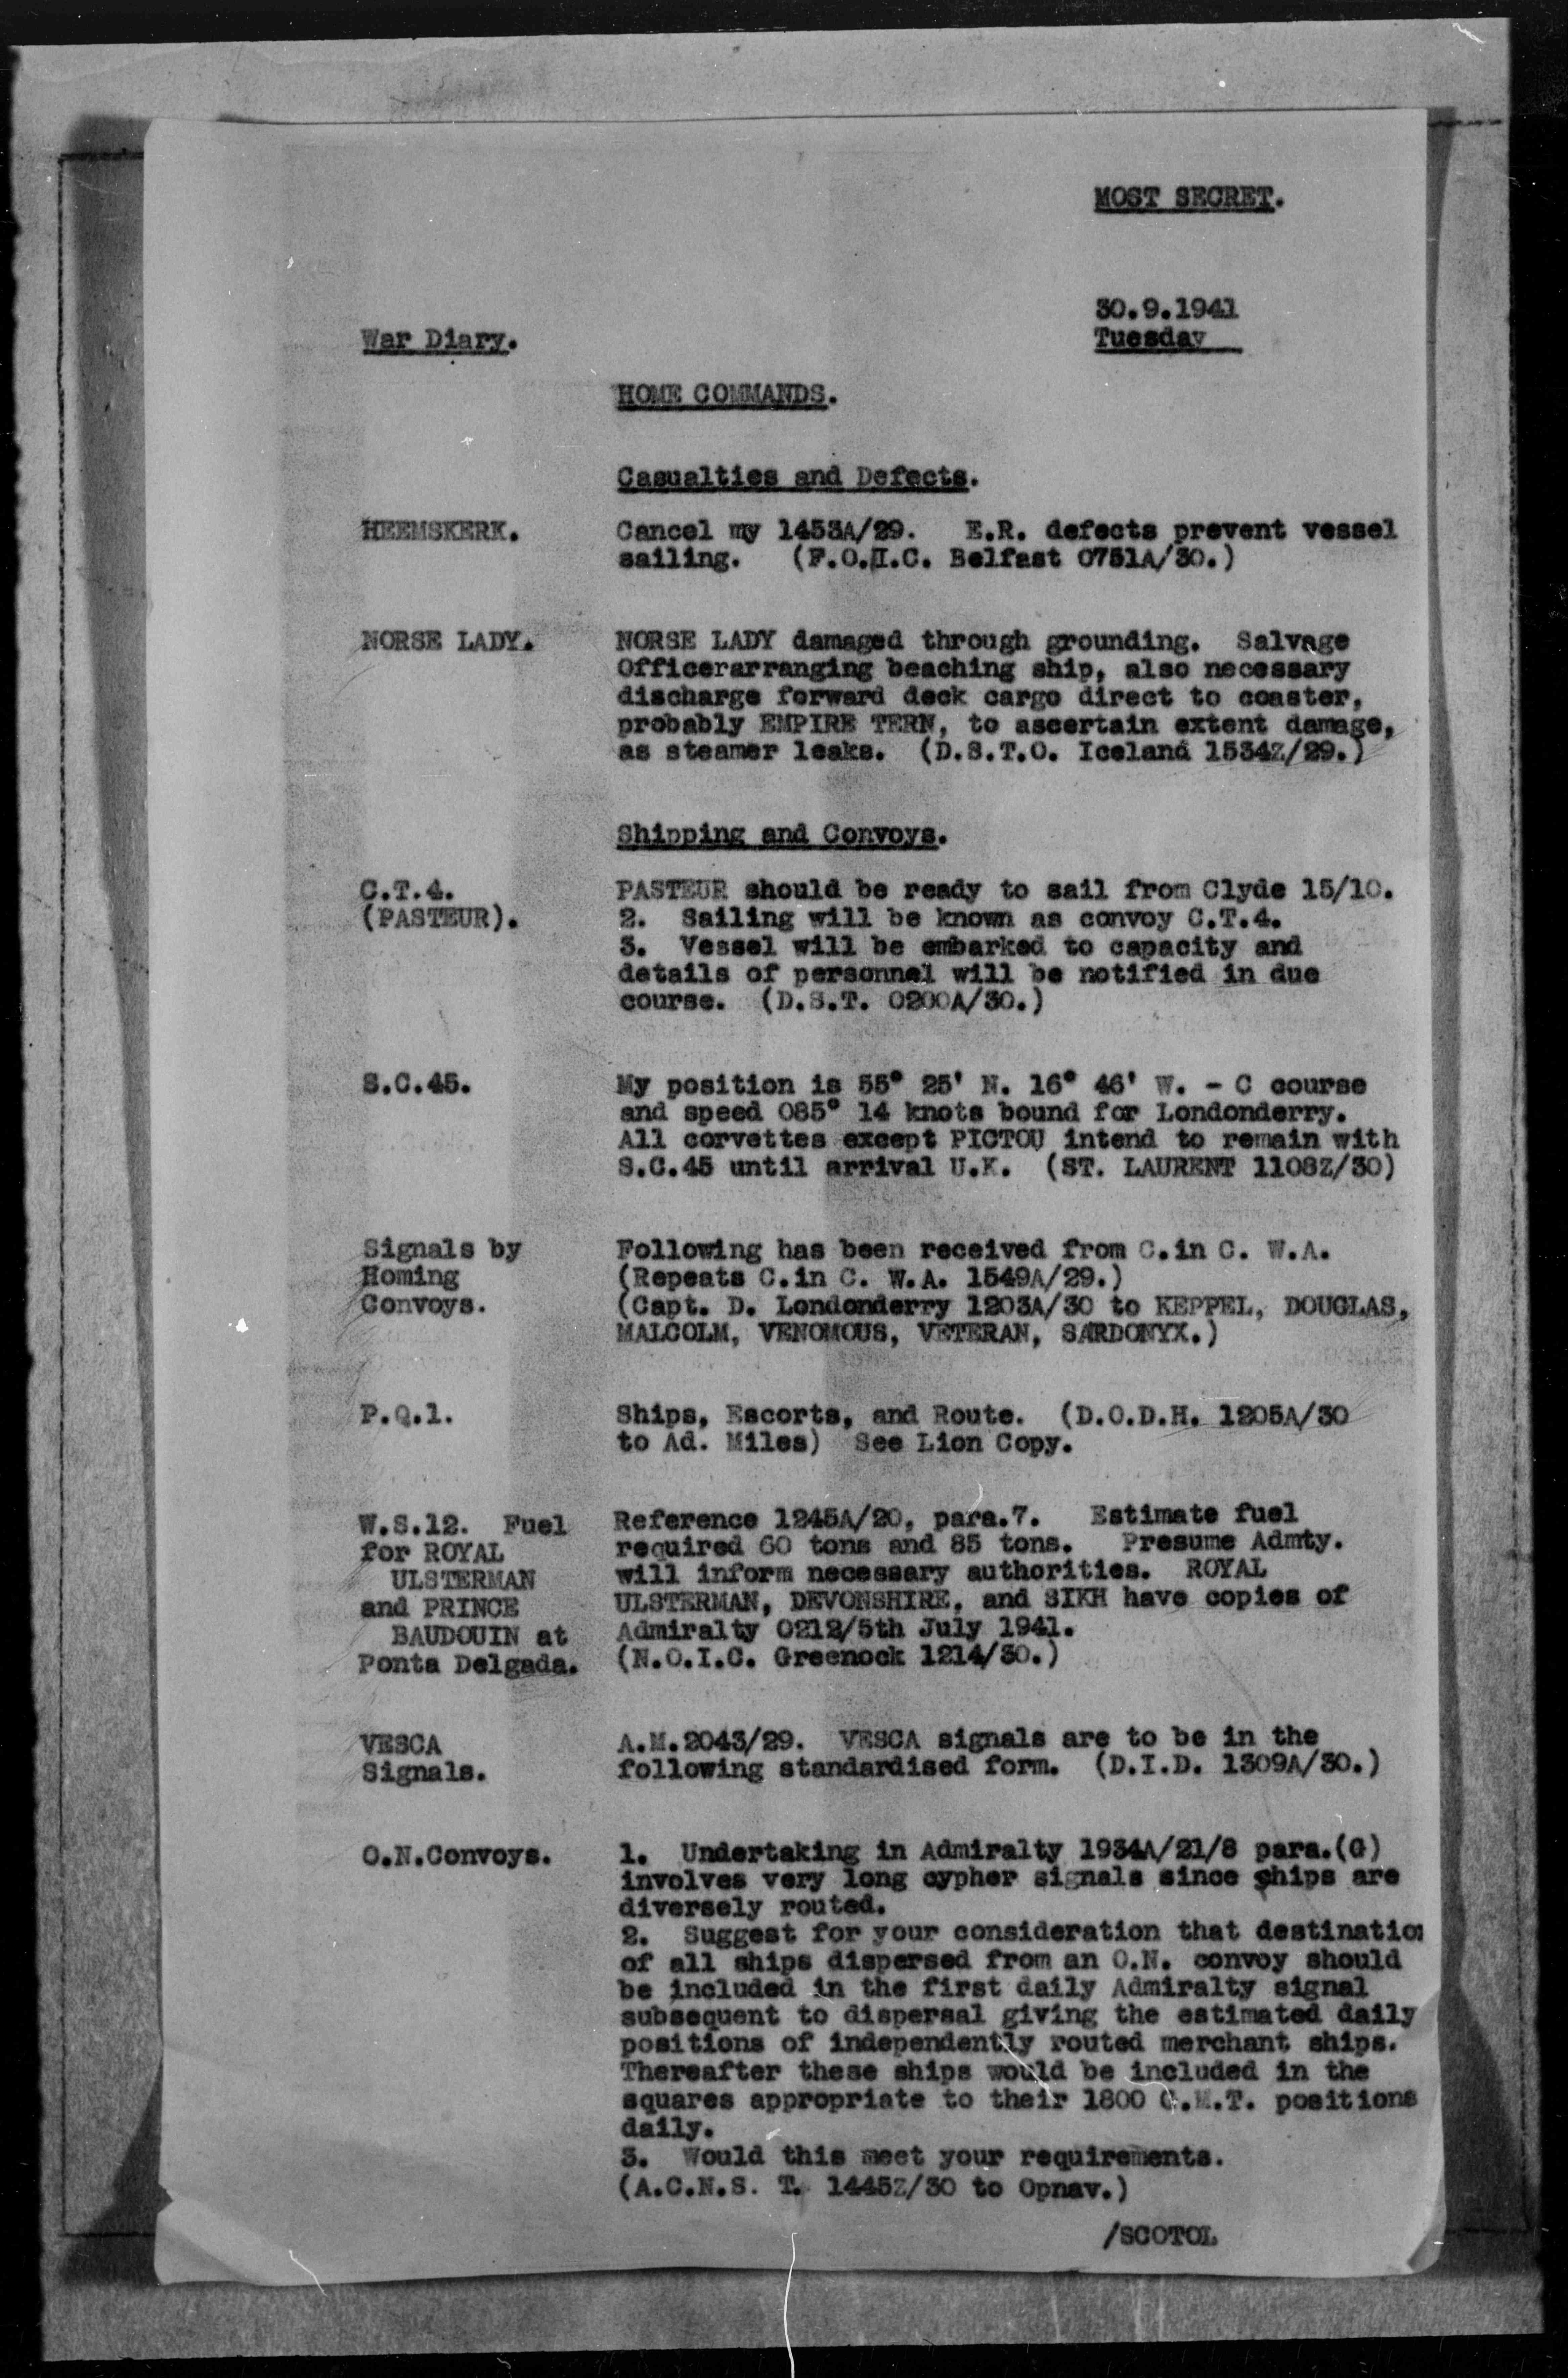 MOST SECRET.
30.9.1941
War Diary.
Tuesday
HOME COMMANDS.
Casualties and Defects.
HEEMSKERK. Cancel my 1453A/29. E.R. defects prevent vessel
sailing. (F.O.I.C. Belfast 0751A/30.)
NORSE LADY. NORSE LADY damaged through grounding. Salvage
Officerarranging beaching ship, also necessary
discharge forward deck cargo direct to coaster,
probably EMPIRE TERN, to ascertain extent damage,
as steamer leaks. (D.S.T.O. Iceland 1534Z/29.)
Shipping and Convoys.
C.T.4. PASTEUR should be ready to sail from Clyde 15/10.
(PASTEUR). 2. Sailing will be known as convoy C.T.4.
3. Vessel will be embarked to capacity and
details of personnel will be notified in due
course. (D.S.T. 0200A/30.)
S.C.45. My position is 55° 25' N. 16° 46' W. - C course
and speed 085° 14 knots bound for Londonderry.
All corvettes except PICTOU intend to remain with
S.C.45 until arrival U.K. (ST. LAURENT 1108Z/30)
Signals by Following has been received from C.in C. W.A.
Homing (Repeats C.in C. W.A. 1549A/29.)
Convoys. (Capt. D. Londonderry 1203A/30 to KEPPEL, DOUGLAS,
MALCOLM, VENOMOUS, VETERAN, SARDONYX.)
P.Q.1. Ships, Escorts, and Route. (D.O.D.H. 1205A/30
to Ad. Miles) See Lion Copy.
W.S.12. Fuel Reference 1245A/20, para.7. Estimate fuel
for ROYAL required 60 tons and 85 tons. Presume Admty.
ULSTERMAN will inform necessary authorities. ROYAL
and PRINCE ULSTERMAN, DEVONSHIRE, and SIKH have copies of
BAUDOUIN at Admiralty 0212/5th July 1941.
Ponta Delgada. (N.O.I.C. Greenock 1214/30.)
VESCA A.M.2043/29. VESCA signals are to be in the
Signals. following standardised form. (D.I.D. 1309A/30.)
O.N.Convoys. 1. Undertaking in Admiralty 1934A/21/8 para.(G)
involves very long cypher signals since ships are
diversely routed.
2. Suggest for your consideration that destination
of all ships dispersed from an O.N. convoy should
be included in the first daily Admiralty signal
subsequent to dispersal giving the estimated daily
positions of independently routed merchant ships.
Thereafter these ships would be included in the
squares appropriate to their 1800 G.M.T. positions
daily.
3. Would this meet your requirements.
(A.C.N.S. T. 1445Z/30 to Opnav.)
/SCOTOL